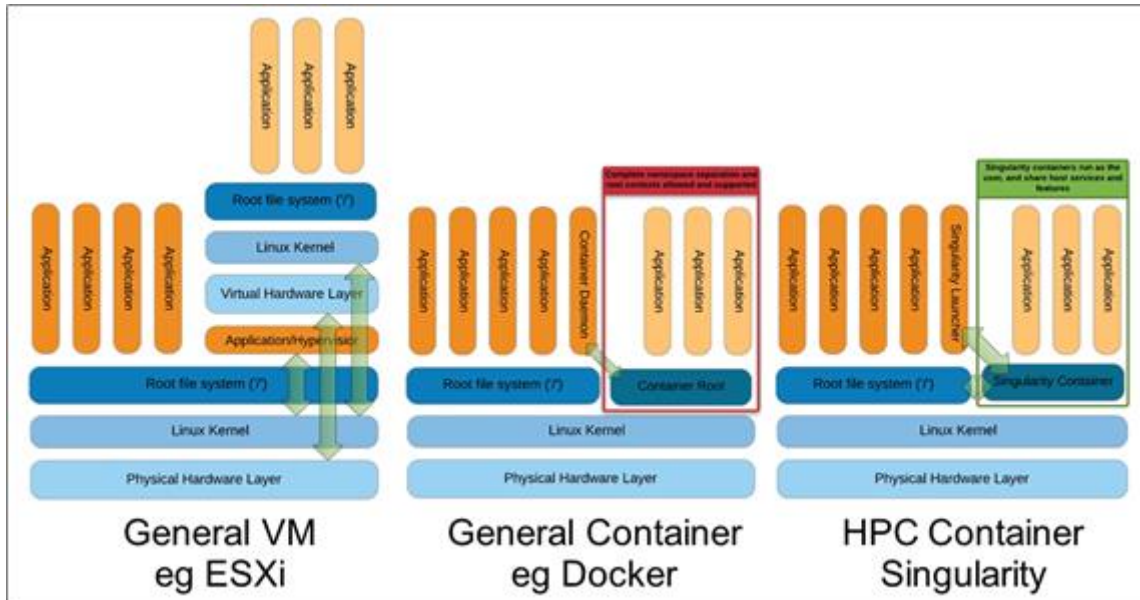 Application
Application
Application
Root file system ('/')
Linux Kernel
Virtual Hardware Layer
Application/Hypervisior
Application
Application
Application
Application
Root file system ('/')
Linux Kernel
Physical Hardware Layer
General VM
eg ESXi
Complete namespace separation and
root contexts allowed and supported
Application
Application
Application
Application
Container Daemon
Application
Application
Application
Root file system ('/')
Container Root
Linux Kernel
Physical Hardware Layer
General Container
eg Docker
Singularity containers run as the
user, and share host services and
features
Application
Application
Application
Application
Singularity Launcher
Application
Application
Application
Root file system ('/')
Singularity Container
Linux Kernel
Physical Hardware Layer
HPC Container
Singularity